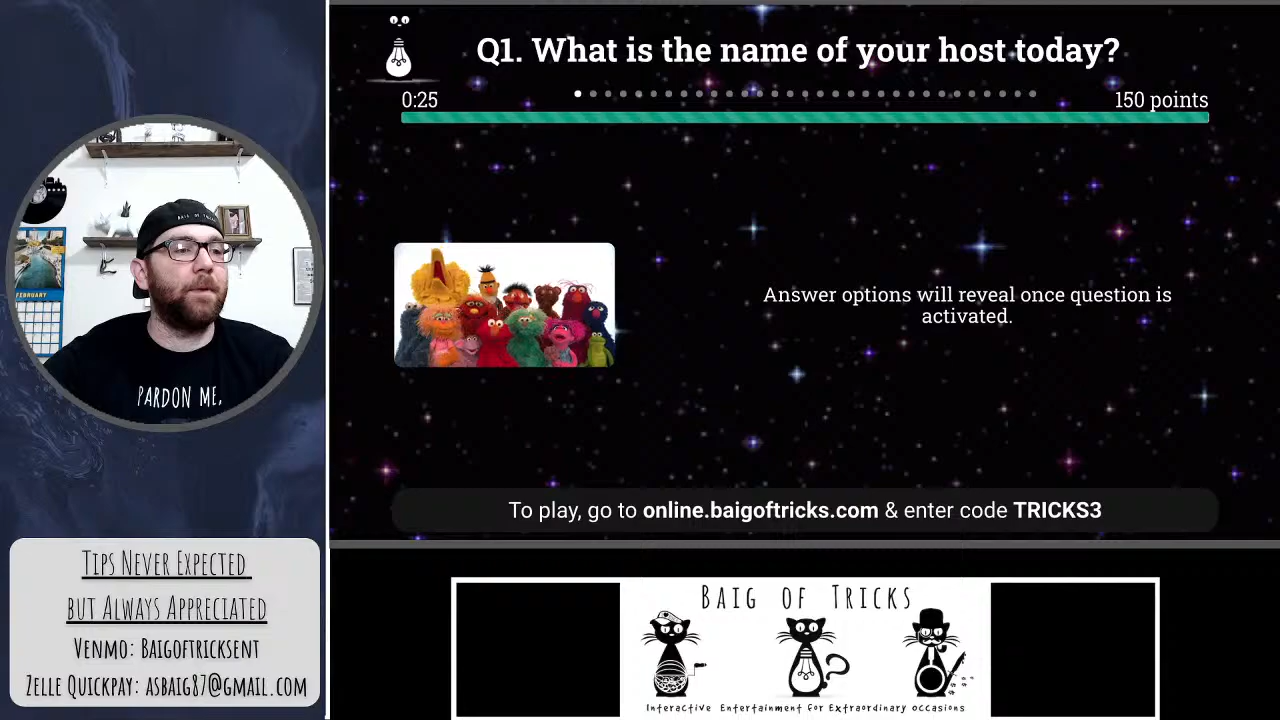 Q1. What is the name of your host today?
0:25
150 points
Answer options will reveal once question is
activated.
To play, go to online.baigoftricks.com & enter code TRICKS3
FEBRUARY
PARDON ME,
Tips Never Expected
but Always Appreciated
Venmo: Baigoftricksent
Zelle Quickpay: asbaig87@gmail.com
Baig of Tricks
Interactive Entertainment for Extraordinary occasions